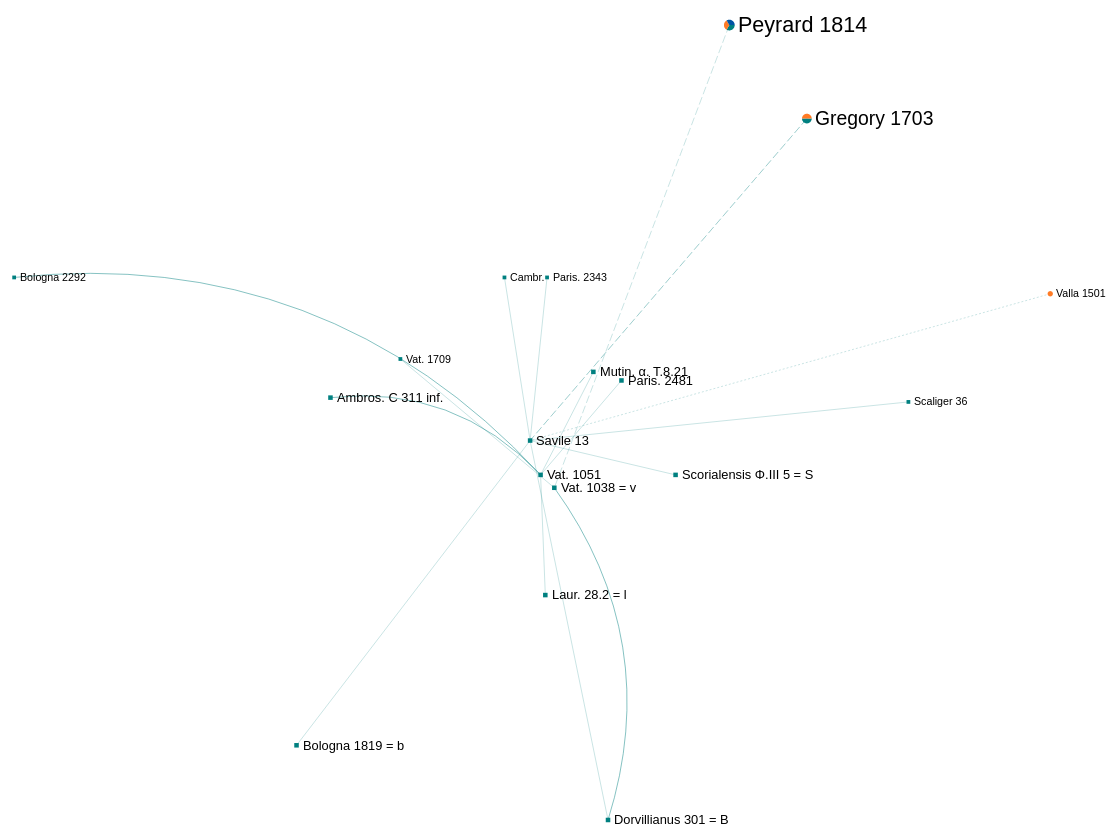 Peyrard 1814
Gregory 1703
Bologna 2292
Cambr.
Paris. 2343
Valla 1501
Vat. 1709
Mutin. α. T.8.21
Paris. 2481
Ambros. C 311 inf.
Scaliger 36
Savile 13
Vat. 1051
Scorialensis Φ.III 5 = S
Vat. 1038 = v
Laur. 28.2 = l
Bologna 1819 = b
Dorvillianus 301 = B